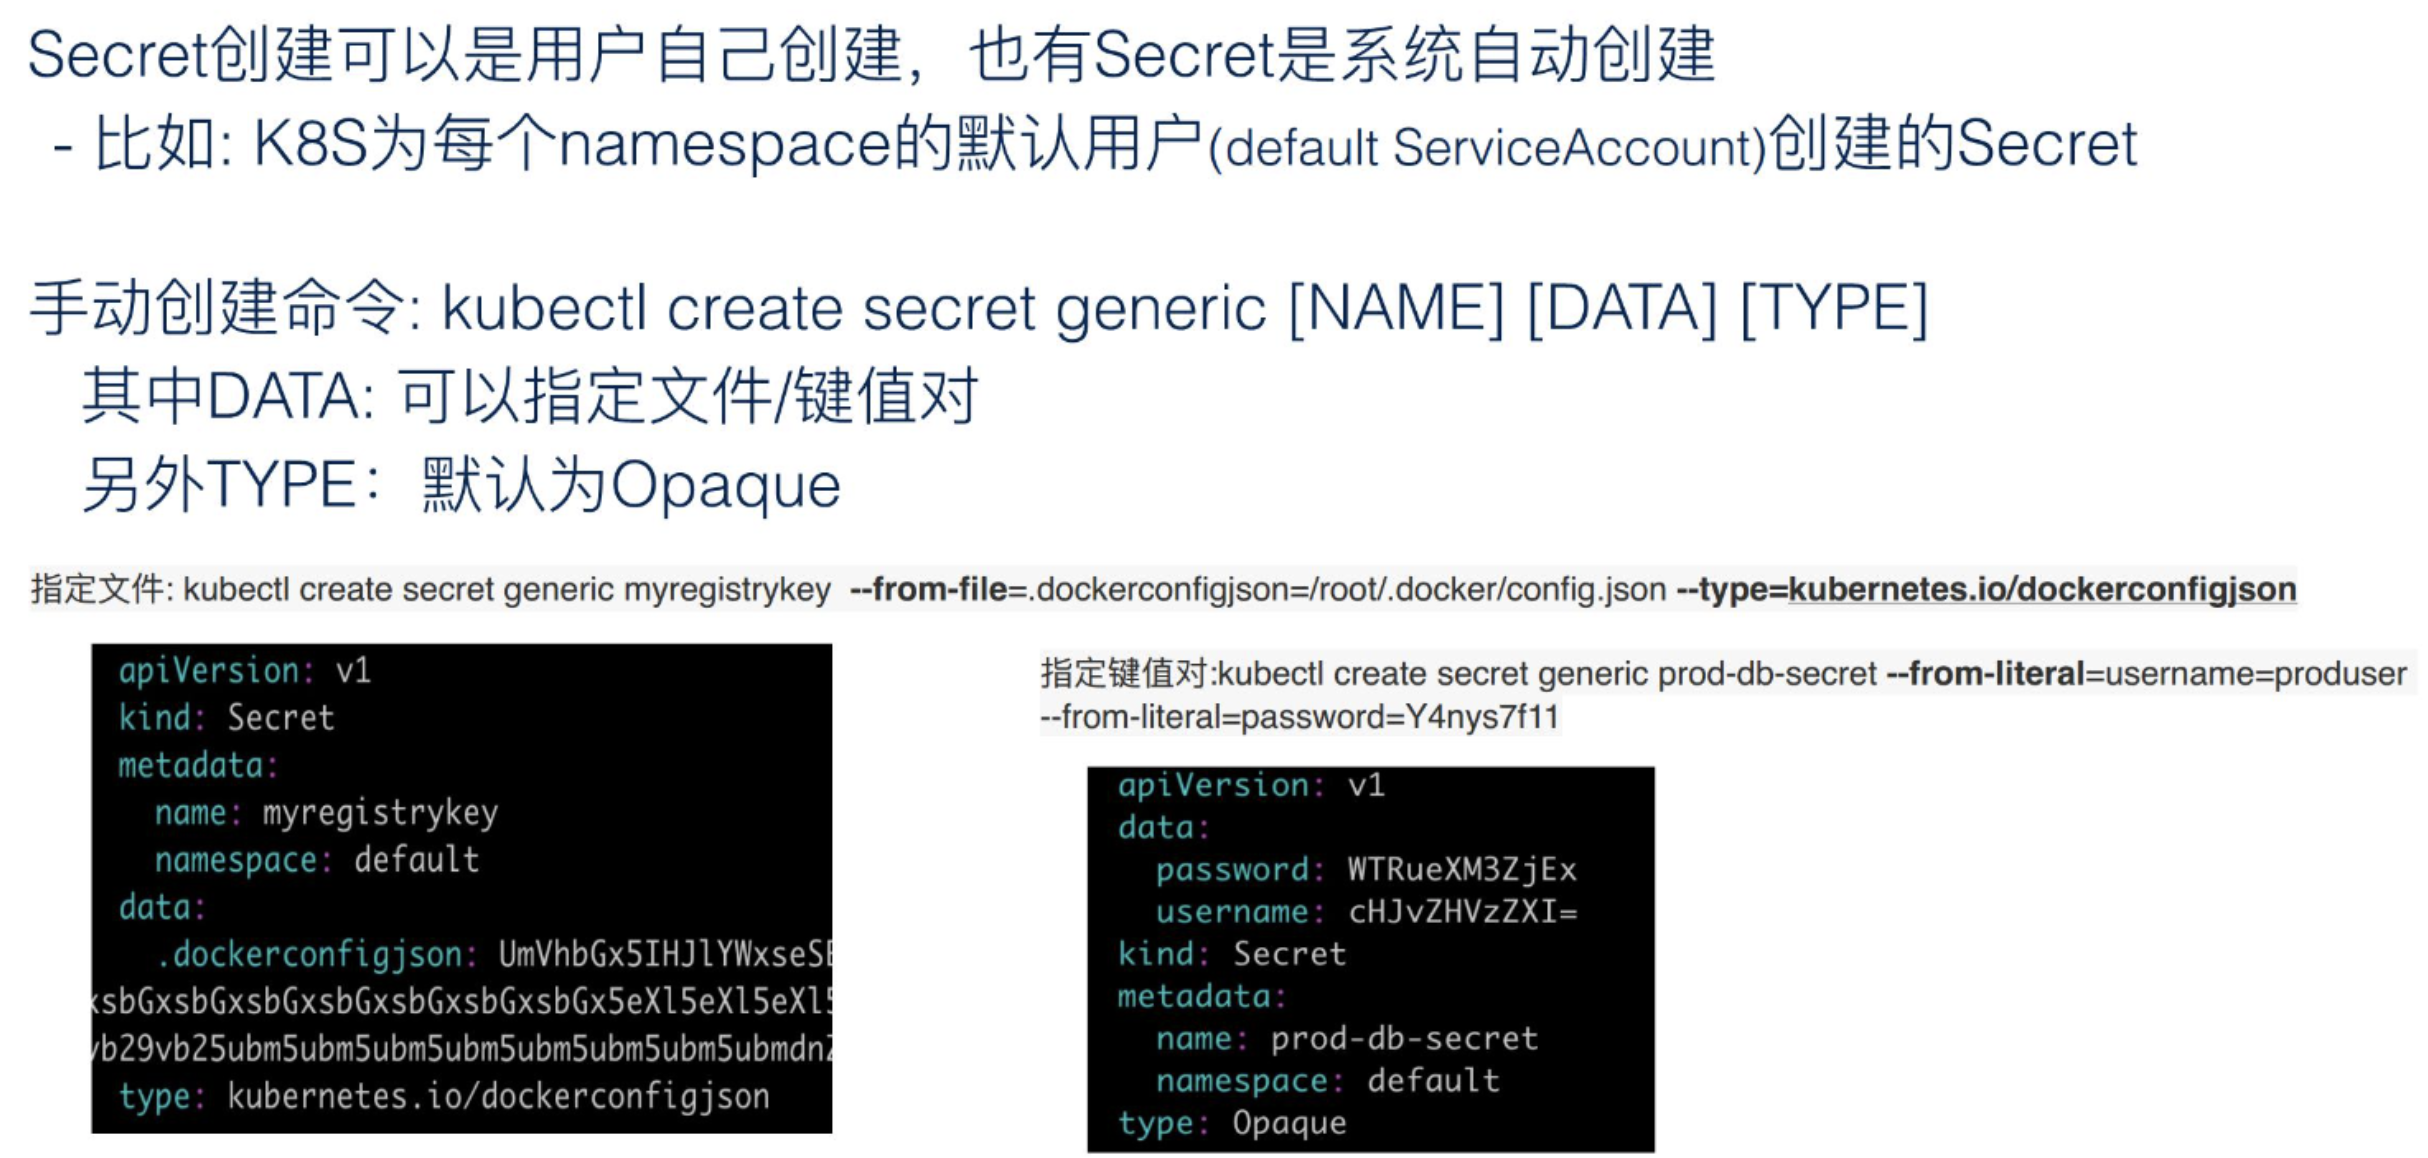 Secret创建可以是用户自己创建，也有Secret是系统自动创建
- 比如: K8S为每个namespace的默认用户(default ServiceAccount)创建的Secret
手动创建命令: kubectl create secret generic [NAME] [DATA] [TYPE]
其中DATA: 可以指定文件/键值对
另外TYPE：默认为Opaque
指定文件: kubectl create secret generic myregistrykey --from-file=.dockerconfigjson=/root/.docker/config.json --type=kubernetes.io/dockerconfigjson
apiVersion: v1
kind: Secret
metadata:
name: myregistrykey
namespace: default
data:
.dockerconfigjson: UmVhbGx5IHJlYWxseSB
xsbGxsbGxsbGxsbGxsbGxsbGxsbGx5eXl5eXl5eXl5
vb29vb25ubm5ubm5ubm5ubm5ubm5ubm5ubm5ubmdnZ
type: kubernetes.io/dockerconfigjson
指定键值对:kubectl create secret generic prod-db-secret --from-literal=username=produser
--from-literal=password=Y4nys7f11
apiVersion: v1
data:
password: WTRueXM3ZjEx
username: cHJvZHVzZXI=
kind: Secret
metadata:
name: prod-db-secret
namespace: default
type: Opaque